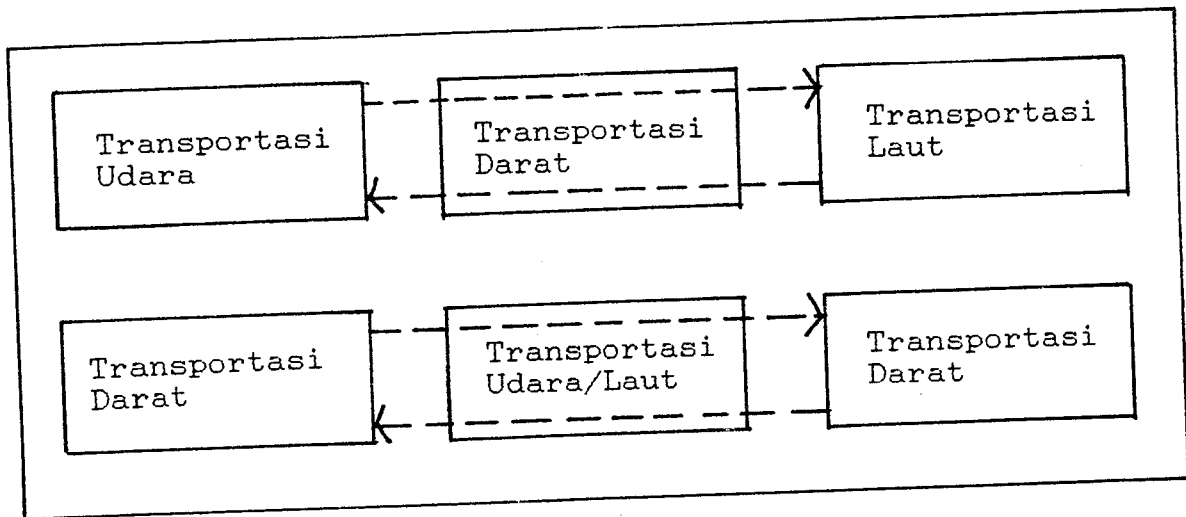 Transportasi
Udara
Transportasi
Darat
Transportasi
Laut
Transportasi
Darat
Transportasi
Udara/Laut
Transportasi
Darat